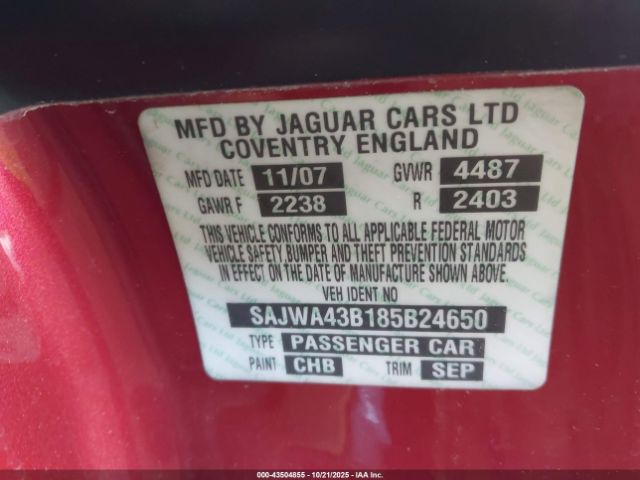 MFD BY JAGUAR CARS LTD
COVENTRY ENGLAND
MFD DATE 11/07 GVWR 4487
GAWR F 2238 R 2403
THIS VEHICLE CONFORMS TO ALL APPLICABLE FEDERAL MOTOR
VEHICLE SAFETY,BUMPER AND THEFT PREVENTION STANDARDS
IN EFFECT ON THE DATE OF MANUFACTURE SHOWN ABOVE.
VEH IDENT NO
SAJWA43B185B24650
TYPE PASSENGER CAR
PAINT CHB TRIM SEP
000-43504855 - 10/21/2025 - IAA Inc.